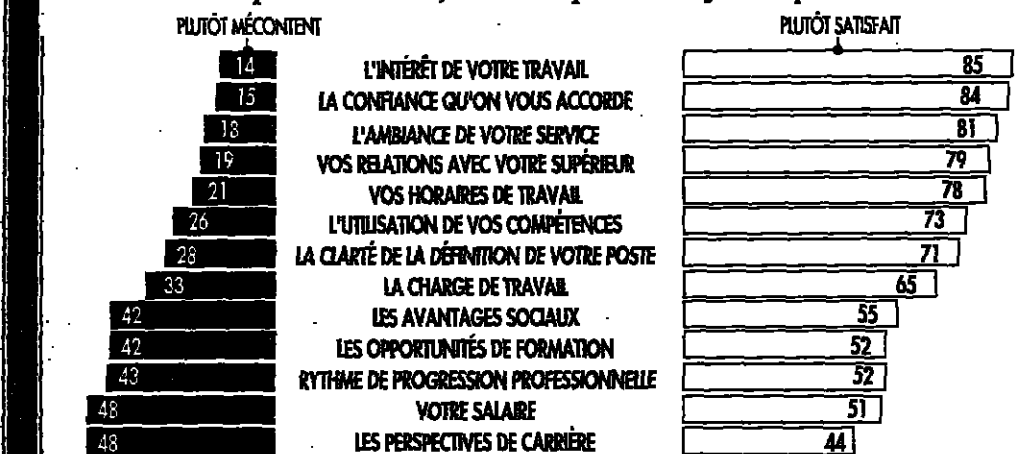 PLUTÔT MÉCONTENT PLUTÔT SATISFAIT
14 L'INTÉRÊT DE VOTRE TRAVAIL 85
15 LA CONFIANCE QU'ON VOUS ACCORDE 84
18 L'AMBIANCE DE VOTRE SERVICE 81
19 VOS RELATIONS AVEC VOTRE SUPÉRIEUR 79
21 VOS HORAIRES DE TRAVAIL 78
26 L'UTILISATION DE VOS COMPÉTENCES 73
28 LA CLARTÉ DE LA DÉFINITION DE VOTRE POSTE 71
33 LA CHARGE DE TRAVAIL 65
42 LES AVANTAGES SOCIAUX 55
42 LES OPPORTUNITÉS DE FORMATION 52
43 RYTHME DE PROGRESSION PROFESSIONNELLE 52
48 VOTRE SALAIRE 51
48 LES PERSPECTIVES DE CARRIÈRE 44